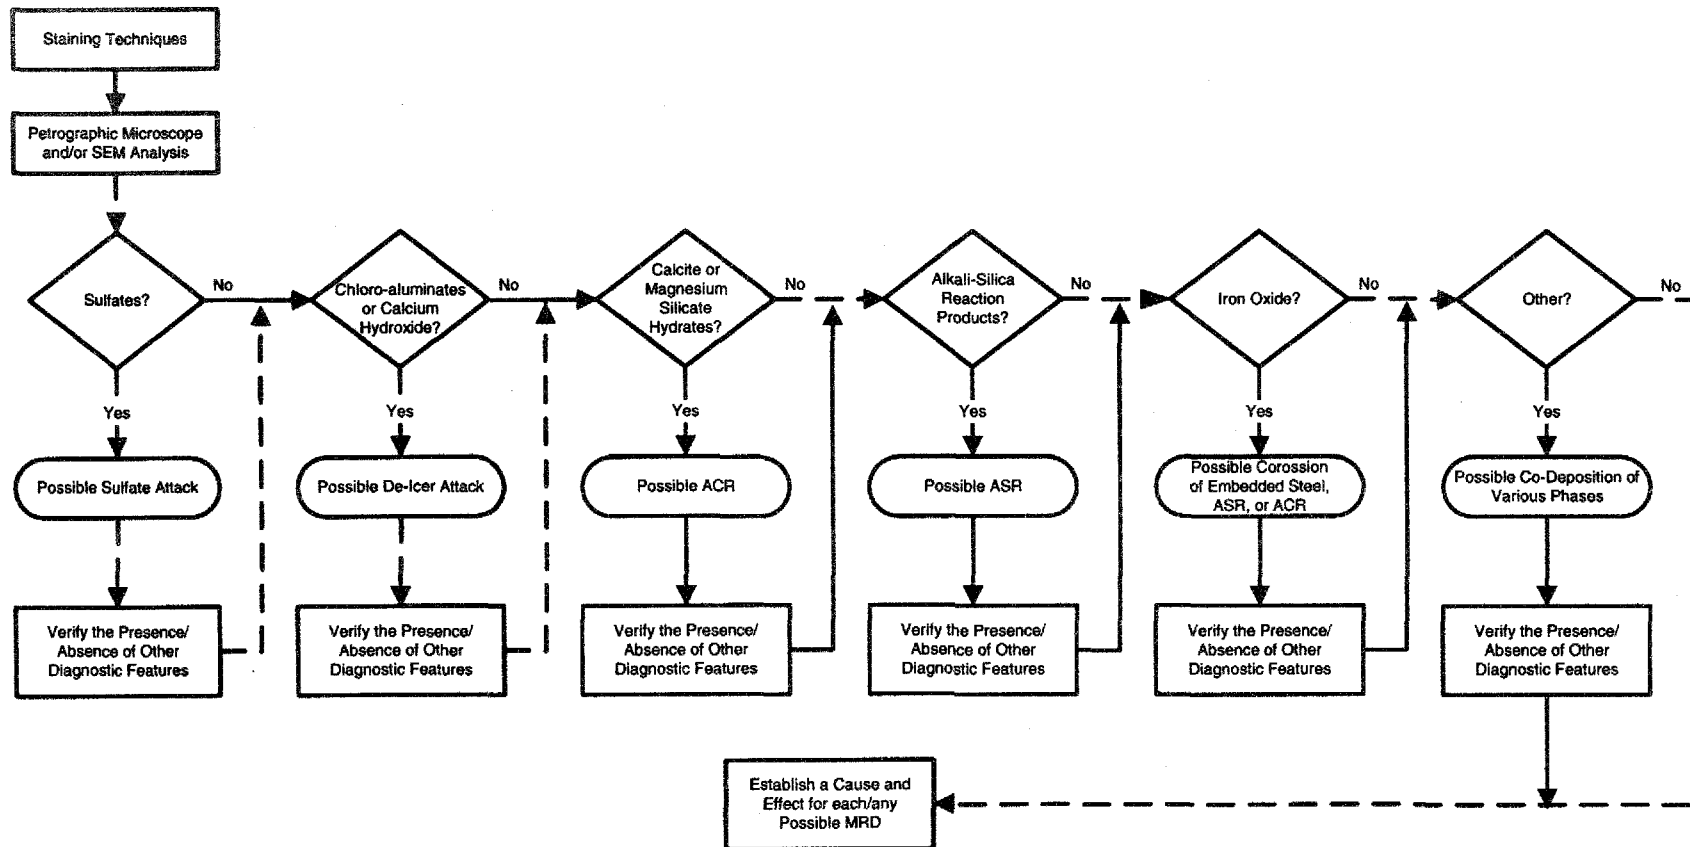 Staining Techniques
Petrographic Microscope
and/or SEM Analysis
Sulfates?
No
Yes
Possible Sulfate Attack
Verify the Presence/
Absence of Other
Diagnostic Features
Chloro-aluminates
or Calcium
Hydroxide?
No
Yes
Possible De-Icer Attack
Verify the Presence/
Absence of Other
Diagnostic Features
Calcite or
Magnesium
Silicate
Hydrates?
No
Yes
Possible ACR
Verify the Presence/
Absence of Other
Diagnostic Features
Alkali-Silica
Reaction
Products?
No
Yes
Possible ASR
Verify the Presence/
Absence of Other
Diagnostic Features
Iron Oxide?
No
Yes
Possible Corossion
of Embedded Steel,
ASR, or ACR
Verify the Presence/
Absence of Other
Diagnostic Features
Other?
No
Yes
Possible Co-Deposition of
Various Phases
Verify the Presence/
Absence of Other
Diagnostic Features
Establish a Cause and
Effect for each/any
Possible MRD